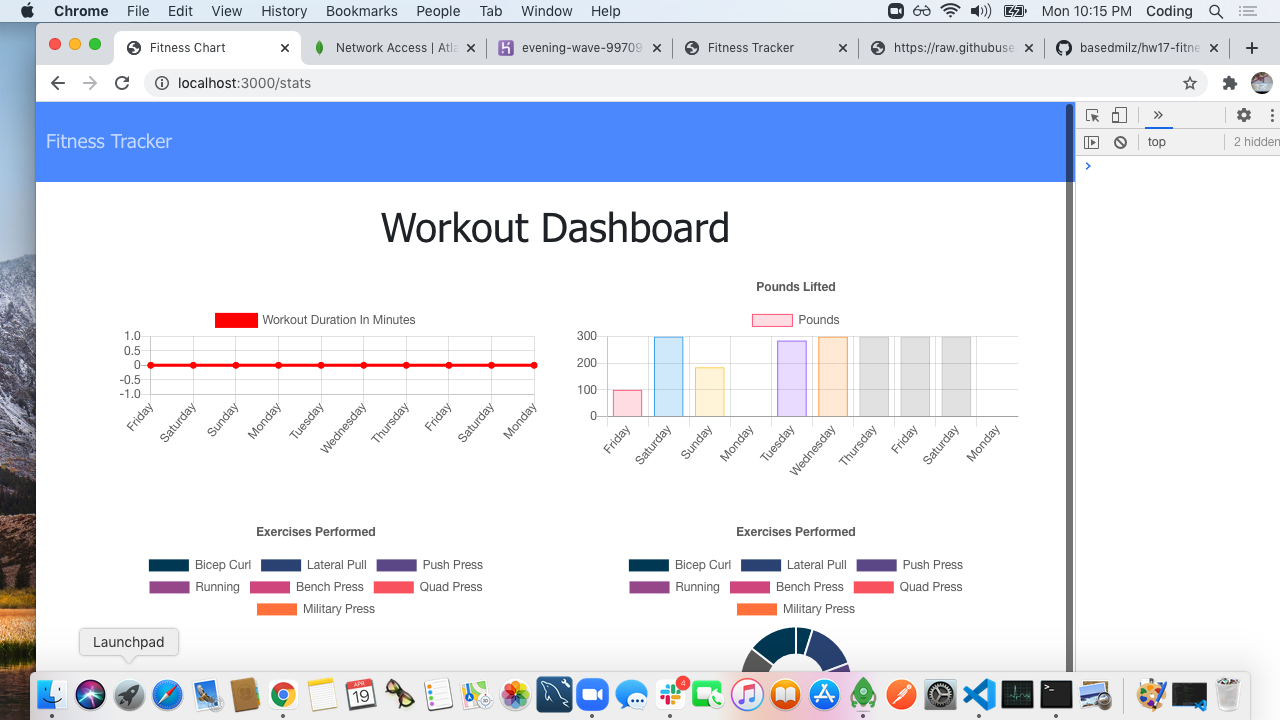 Chrome File Edit View History Bookmarks People Tab Window Help Mon 10:15 PM Coding
Fitness Chart Network Access | Atla evening-wave-99709 Fitness Tracker https://raw.githubuse basedmilz/hw17-fitne
localhost:3000/stats
Fitness Tracker
top 2 hidden
Workout Dashboard
Workout Duration In Minutes
1.0
0.5
0
-0.5
-1.0
Friday Saturday Sunday Monday Tuesday Wednesday Thursday Friday Saturday Monday
Pounds Lifted
Pounds
300
200
100
0
Friday Saturday Sunday Monday Tuesday Wednesday Thursday Friday Saturday Monday
Exercises Performed
Bicep Curl Lateral Pull Push Press
Running Bench Press Quad Press
Military Press
Exercises Performed
Bicep Curl Lateral Pull Push Press
Running Bench Press Quad Press
Military Press
Launchpad
APR
19
4